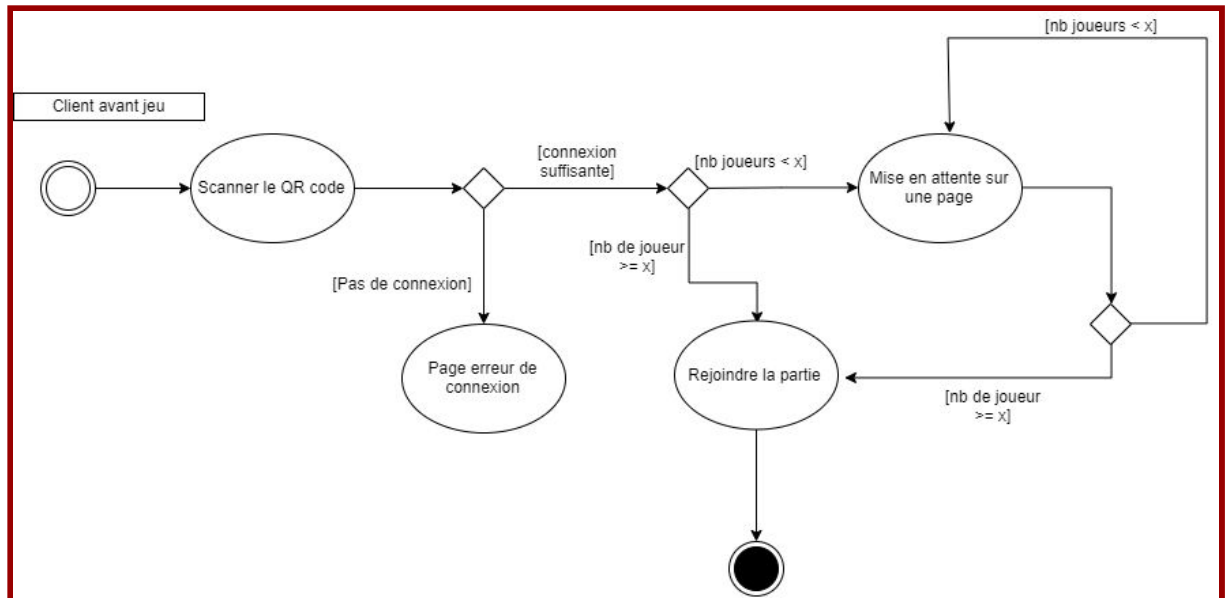 [nb joueurs < x]
Client avant jeu
Scanner le QR code
[connexion
suffisante]
[nb joueurs < x]
Mise en attente sur
une page
[nb de joueur
>= x]
[Pas de connexion]
Page erreur de
connexion
Rejoindre la partie
[nb de joueur
>= x]